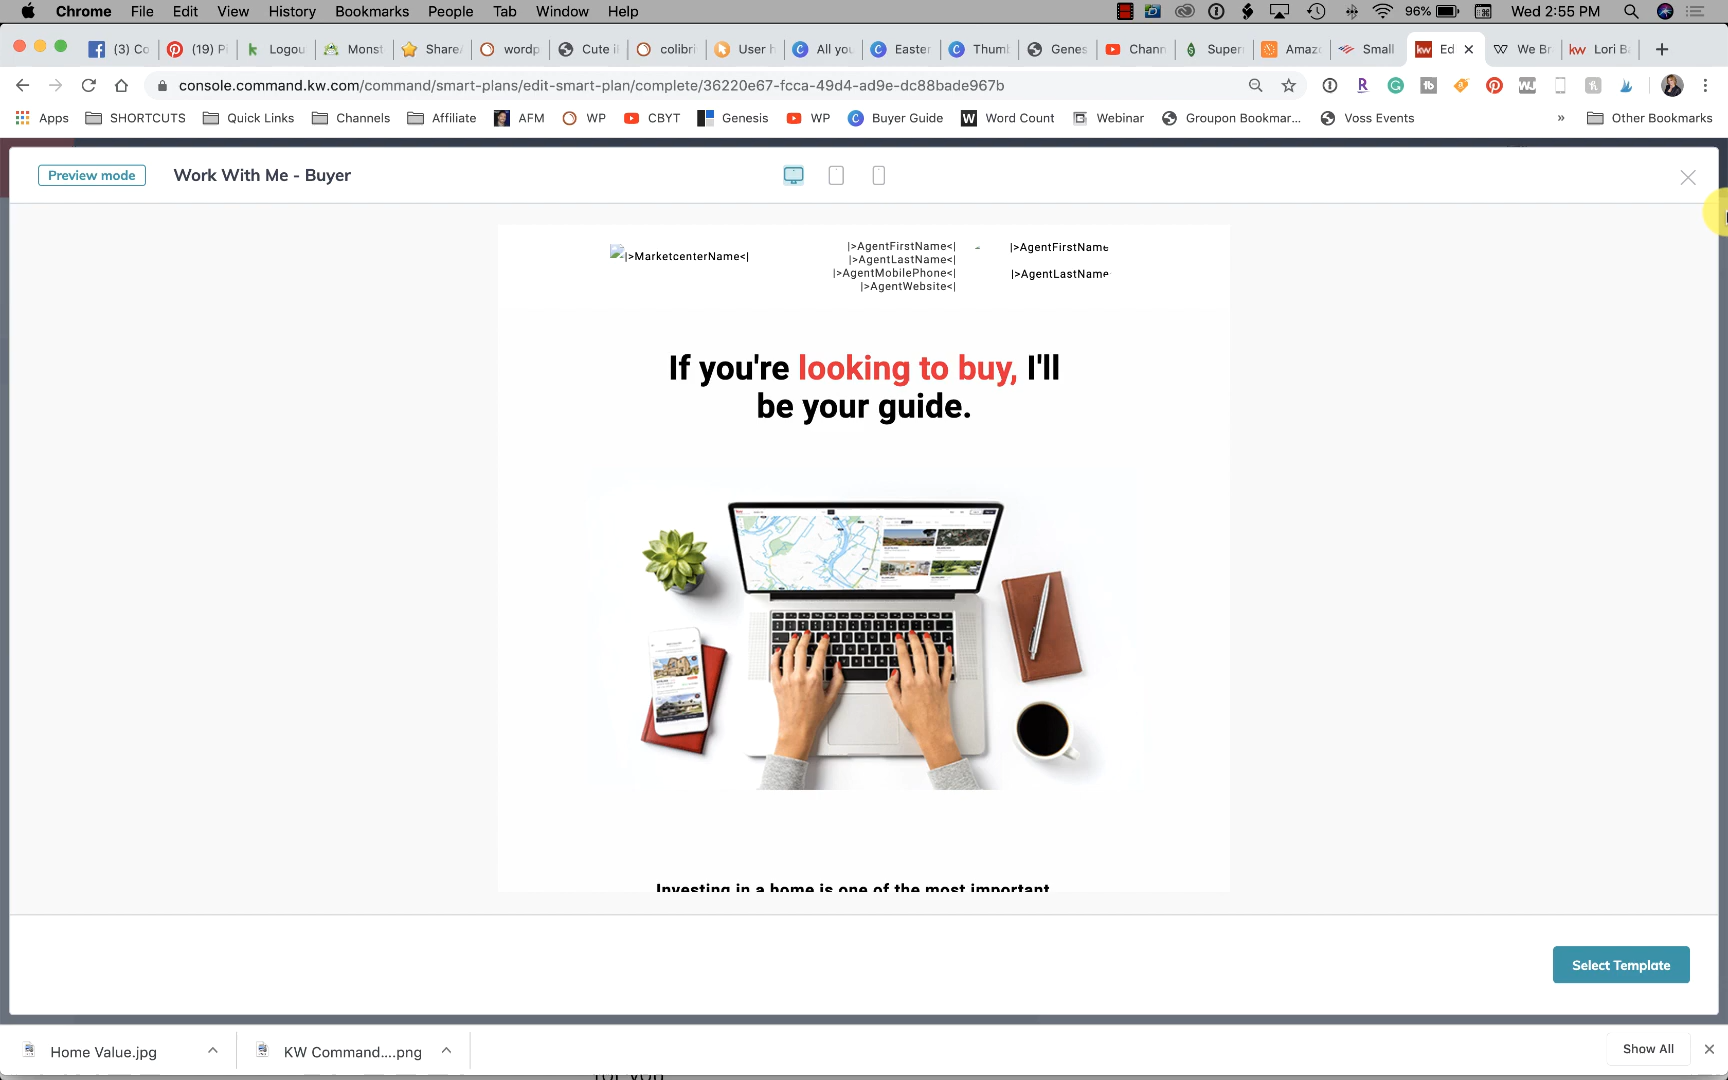 Chrome File Edit View History Bookmarks People Tab Window Help 96% Wed 2:55 PM
(3) Co (19) Pi Logou Monst Share wordp Cute i colibri User h All you Easter Thum Genes Chann Super Amaz Small Ed We Br Lori B
console.command.kw.com/command/smart-plans/edit-smart-plan/complete/36220e67-fcca-49d4-ad9e-dc88bade967b
Apps SHORTCUTS Quick Links Channels Affiliate AFM WP CBYT Genesis WP Buyer Guide Word Count Webinar Groupon Bookmar... Voss Events » Other Bookmarks
Preview mode Work With Me - Buyer
|>MarketcenterName<|
|>AgentFirstName<|
|>AgentLastName<|
|>AgentMobilePhone<|
|>AgentWebsite<|
|>AgentFirstName
|>AgentLastName
If you're looking to buy, I'll
be your guide.
Investing in a home is one of the most important
Select Template
Home Value.jpg KW Command....png Show All
for you